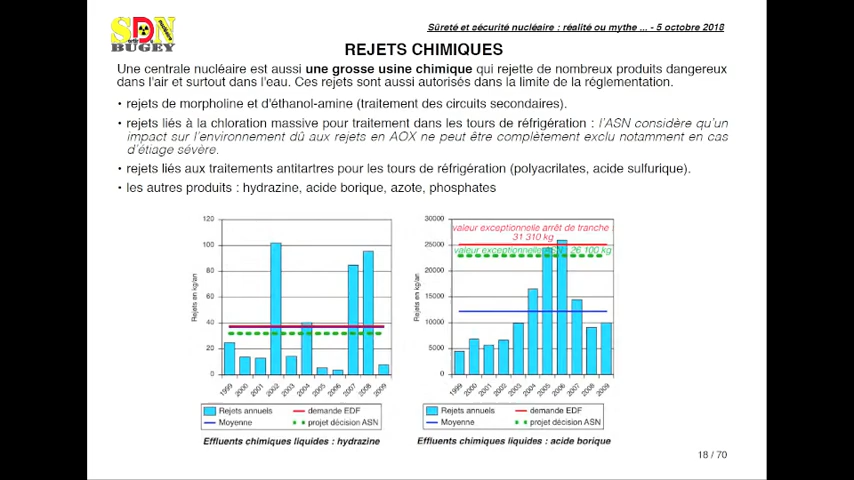 SDN
nucléaire
BUGEY
Sûreté et sécurité nucléaire : réalité ou mythe ... - 5 octobre 2018
REJETS CHIMIQUES
Une centrale nucléaire est aussi une grosse usine chimique qui rejette de nombreux produits dangereux
dans l'air et surtout dans l'eau. Ces rejets sont aussi autorisés dans la limite de la réglementation.
• rejets de morpholine et d'éthanol-amine (traitement des circuits secondaires).
• rejets liés à la chloration massive pour traitement dans les tours de réfrigération : l'ASN considère qu'un
impact sur l'environnement dû aux rejets en AOX ne peut être complètement exclu notamment en cas
d'étiage sévère.
• rejets liés aux traitements antitartres pour les tours de réfrigération (polyacrilates, acide sulfurique).
• les autres produits : hydrazine, acide borique, azote, phosphates
120
100
80
60
40
20
0
Rejets en kg/an
1999 2000 2001 2002 2003 2004 2005 2006 2007 2008 2009
Rejets annuels demande EDF
Moyenne projet décision ASN
Effluents chimiques liquides : hydrazine
30000
25000
20000
15000
10000
5000
0
Rejets en kg/an
valeur exceptionnelle arrêt de tranche :
31 310 kg
valeur exceptionnelle 26 100 kg
1999 2000 2001 2002 2003 2004 2005 2006 2007 2008 2009
Rejets annuels demande EDF
Moyenne projet décision ASN
Effluents chimiques liquides : acide borique
18 / 70